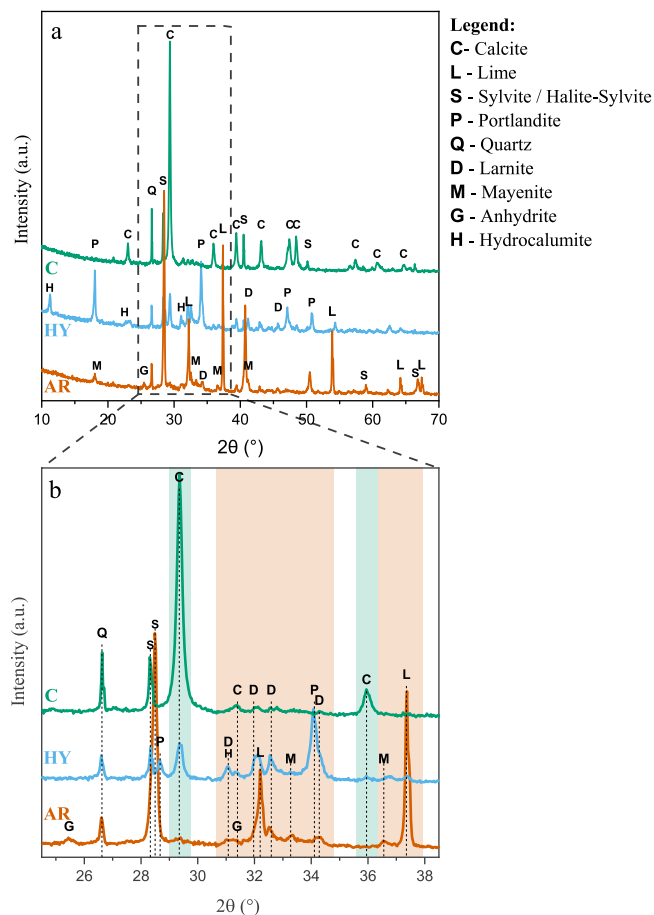 a
C
Legend:
C - Calcite
L - Lime
S - Sylvite / Halite-Sylvite
P - Portlandite
Q - Quartz
D - Larnite
M - Mayenite
G - Anhydrite
H - Hydrocalumite
Intensity (a.u.)
P C Q S C P L C S C C C S C C C
C
H H H L D D P P L
HY
M G M D M M S L S L
AR
10 20 30 40 50 60 70
2θ (°)
b
C
Q S S C D D P D C L
C
P D H L M M
HY
G G
AR
Intensity (a.u.)
26 28 30 32 34 36 38
2θ (°)